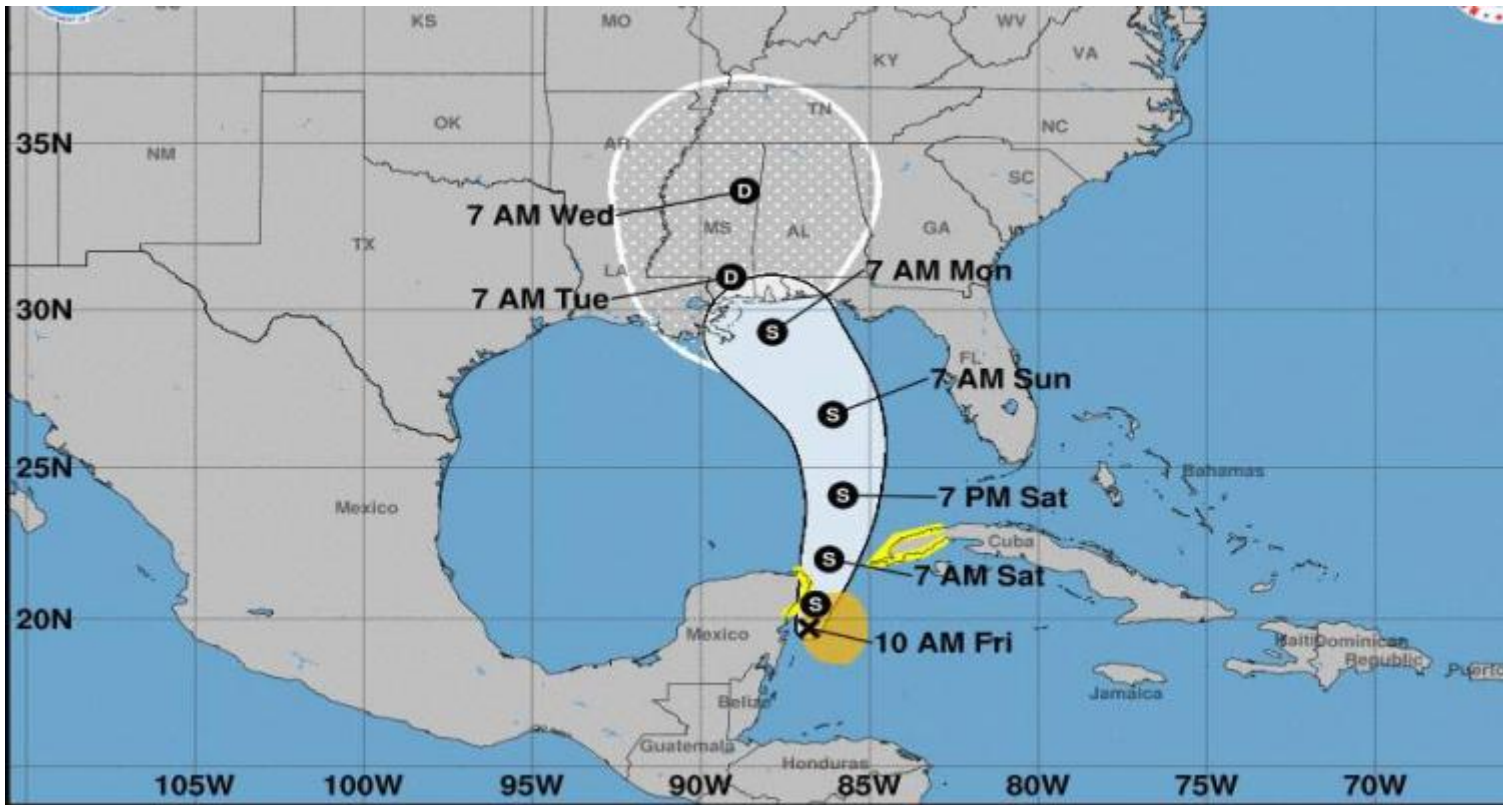 KS
MO
WV
KY
VA
35N
OK
TN
AR
NC
NM
SC
7 AM Wed
MS
AL
GA
TX
LA
7 AM Mon
7 AM Tue
30N
FL
7 AM Sun
25N
Bahamas
Mexico
7 PM Sat
Cuba
7 AM Sat
20N
Mexico
10 AM Fri
Haiti
Dominican
Republic
Puerto
Jamaica
Belize
Guatemala
Honduras
105W 100W 95W 90W 85W 80W 75W 70W
D
D
S
S
S
S
S